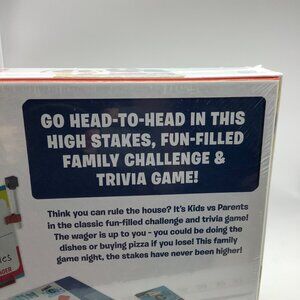 GO HEAD-TO-HEAD IN THIS
HIGH STAKES, FUN-FILLED
FAMILY CHALLENGE &
TRIVIA GAME!
Think you can rule the house? It's Kids vs Parents
in the classic fun-filled challenge and trivia game!
The wager is up to you - you could be doing the
dishes or buying pizza if you lose! This family
game night, the stakes have never been higher!